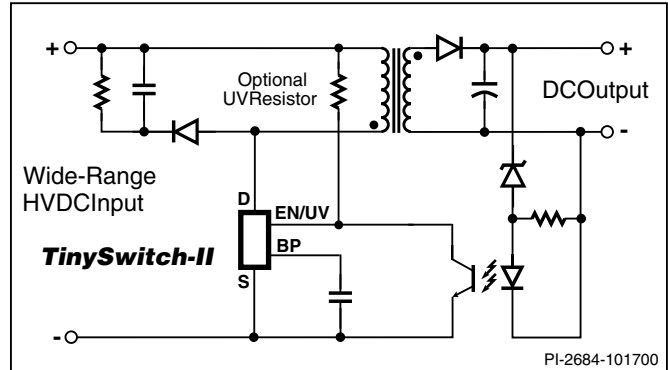 +
+
Optional
UVResistor
DCOutput
-
Wide-Range
HVDCInput
D
EN/UV
BP
TinySwitch-II
S
-
PI-2684-101700